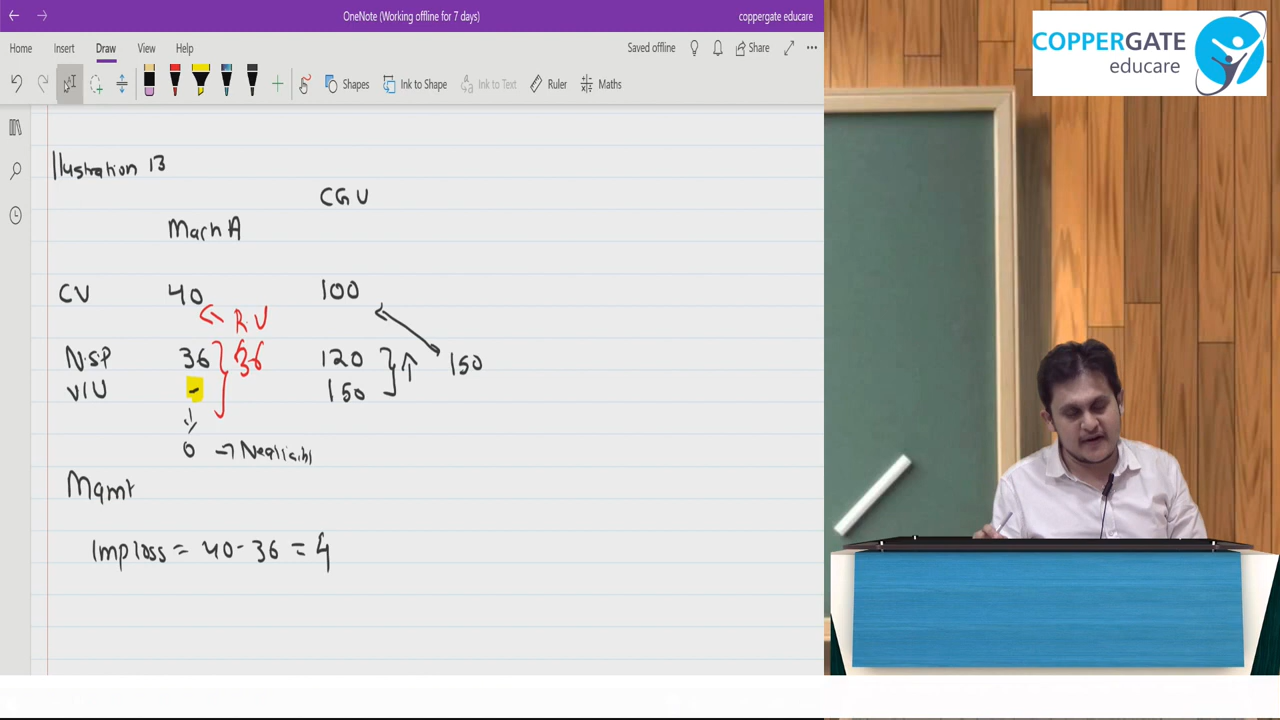 OneNote (Working offline for 7 days)
coppergate educare
Home Insert Draw View Help
Saved offline Share
Shapes Ink to Shape Ink to Text Ruler Maths
COPPERGATE
educare
Illustration 13
CGU
Mach A
CV 40 100
R.V
N.SP 36 36 120 150
VIU - 150
0
Mgmt
Imp loss = 40 - 36 = 4